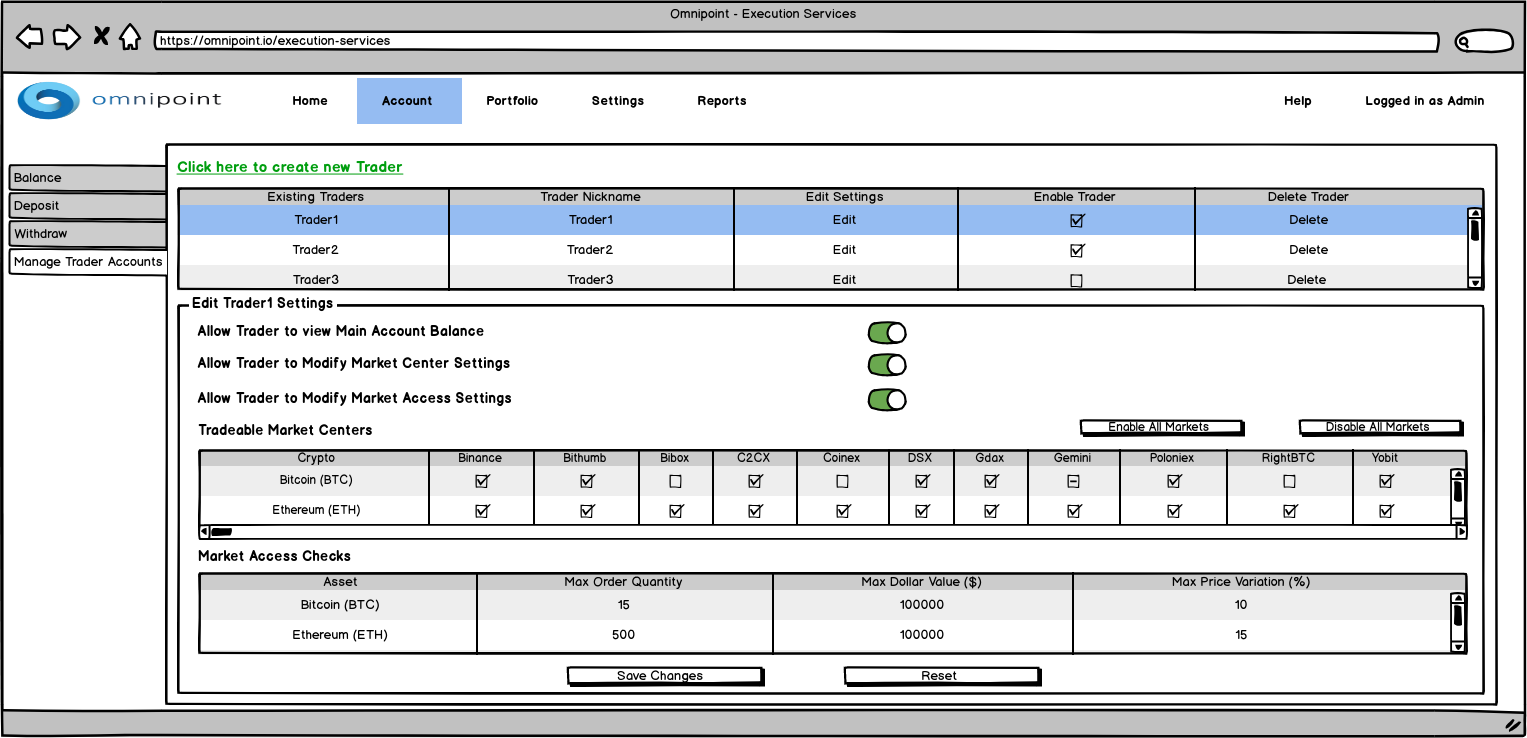 Omnipoint - Execution Services
https://omnipoint.io/execution-services
omnipoint Home Account Portfolio Settings Reports Help Logged in as Admin
Balance
Deposit
Withdraw
Manage Trader Accounts
Click here to create new Trader
Existing Traders Trader Nickname Edit Settings Enable Trader Delete Trader
Trader1 Trader1 Edit Delete
Trader2 Trader2 Edit Delete
Trader3 Trader3 Edit Delete
Edit Trader1 Settings
Allow Trader to view Main Account Balance
Allow Trader to Modify Market Center Settings
Allow Trader to Modify Market Access Settings
Tradeable Market Centers Enable All Markets Disable All Markets
Crypto Binance Bithumb Bibox C2CX Coinex DSX Gdax Gemini Poloniex RightBTC Yobit
Bitcoin (BTC)
Ethereum (ETH)
Market Access Checks
Asset Max Order Quantity Max Dollar Value ($) Max Price Variation (%)
Bitcoin (BTC) 15 100000 10
Ethereum (ETH) 500 100000 15
Save Changes Reset